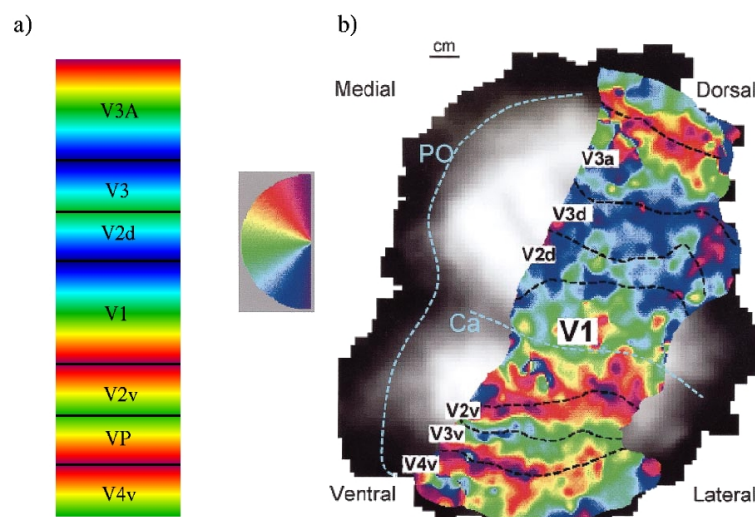 a)
V3A
V3
V2d
V1
V2v
VP
V4v
b)
cm
Medial
Dorsal
PO
V3a
V3d
V2d
Ca
V1
V2v
V3v
V4v
Ventral
Lateral